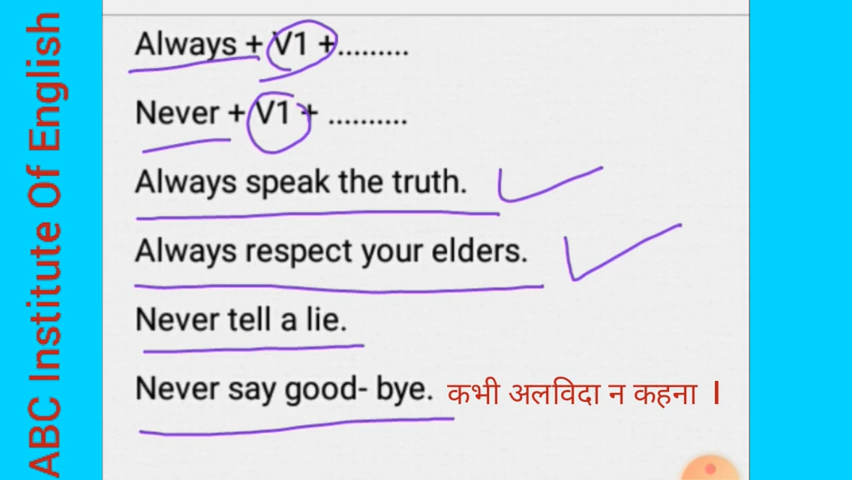 ABC Institute Of English
Always + V1 +.........
Never + V1 + ..........
Always speak the truth.
Always respect your elders.
Never tell a lie.
Never say good- bye. कभी अलविदा न कहना ।